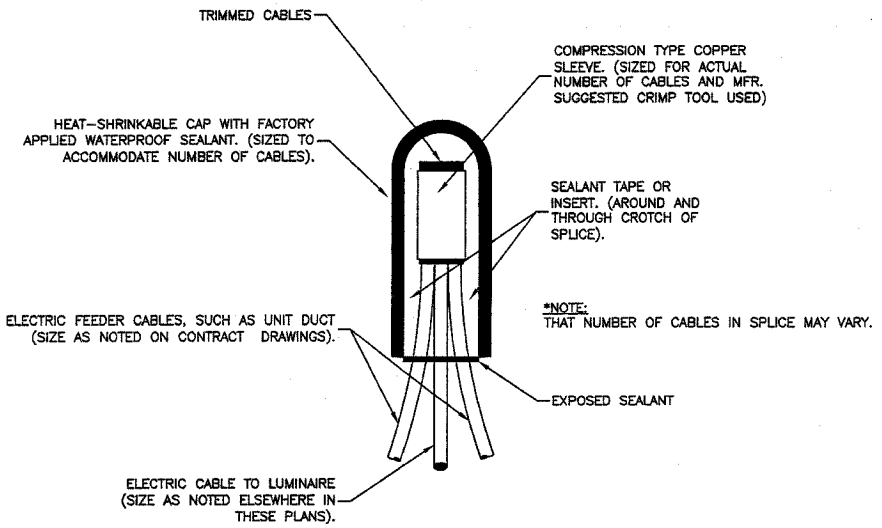 TRIMMED CABLES
COMPRESSION TYPE COPPER
SLEEVE. (SIZED FOR ACTUAL
NUMBER OF CABLES AND MFR.
SUGGESTED CRIMP TOOL USED)
HEAT-SHRINKABLE CAP WITH FACTORY
APPLIED WATERPROOF SEALANT. (SIZED TO
ACCOMMODATE NUMBER OF CABLES).
SEALANT TAPE OR
INSERT. (AROUND AND
THROUGH CROTCH OF
SPLICE).
*NOTE:
THAT NUMBER OF CABLES IN SPLICE MAY VARY.
ELECTRIC FEEDER CABLES, SUCH AS UNIT DUCT
(SIZE AS NOTED ON CONTRACT DRAWINGS).
EXPOSED SEALANT
ELECTRIC CABLE TO LUMINAIRE
(SIZE AS NOTED ELSEWHERE IN
THESE PLANS).